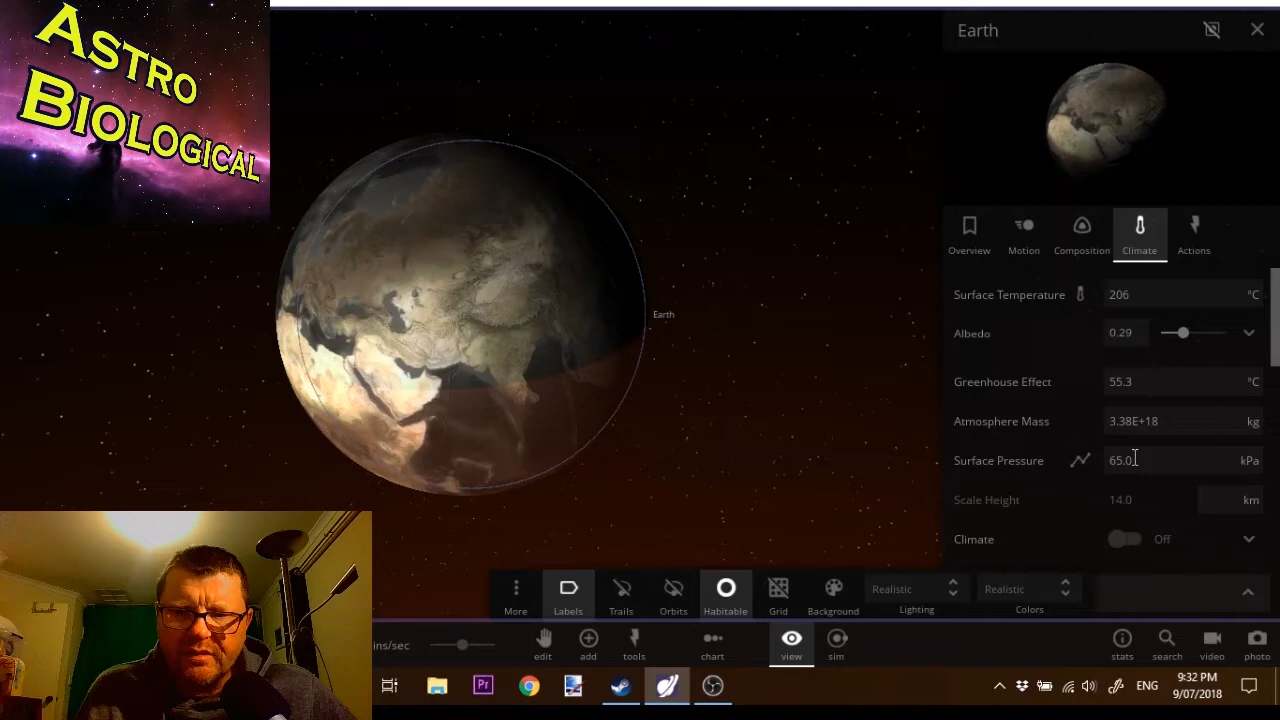 ASTRO
BIOLOGICAL
Earth
Earth
Overview
Motion
Composition
Climate
Actions
Surface Temperature 206 °C
Albedo 0.29
Greenhouse Effect 55.3 °C
Atmosphere Mass 3.38E+18 kg
Surface Pressure 65.0 kPa
Scale Height 14.0 km
Climate Off
More
Labels
Trails
Orbits
Habitable
Grid
Background
Realistic
Lighting
Realistic
Colors
ns/sec
edit
add
tools
chart
view
sim
stats
search
video
photo
Pr
ENG
9:32 PM
9/07/2018